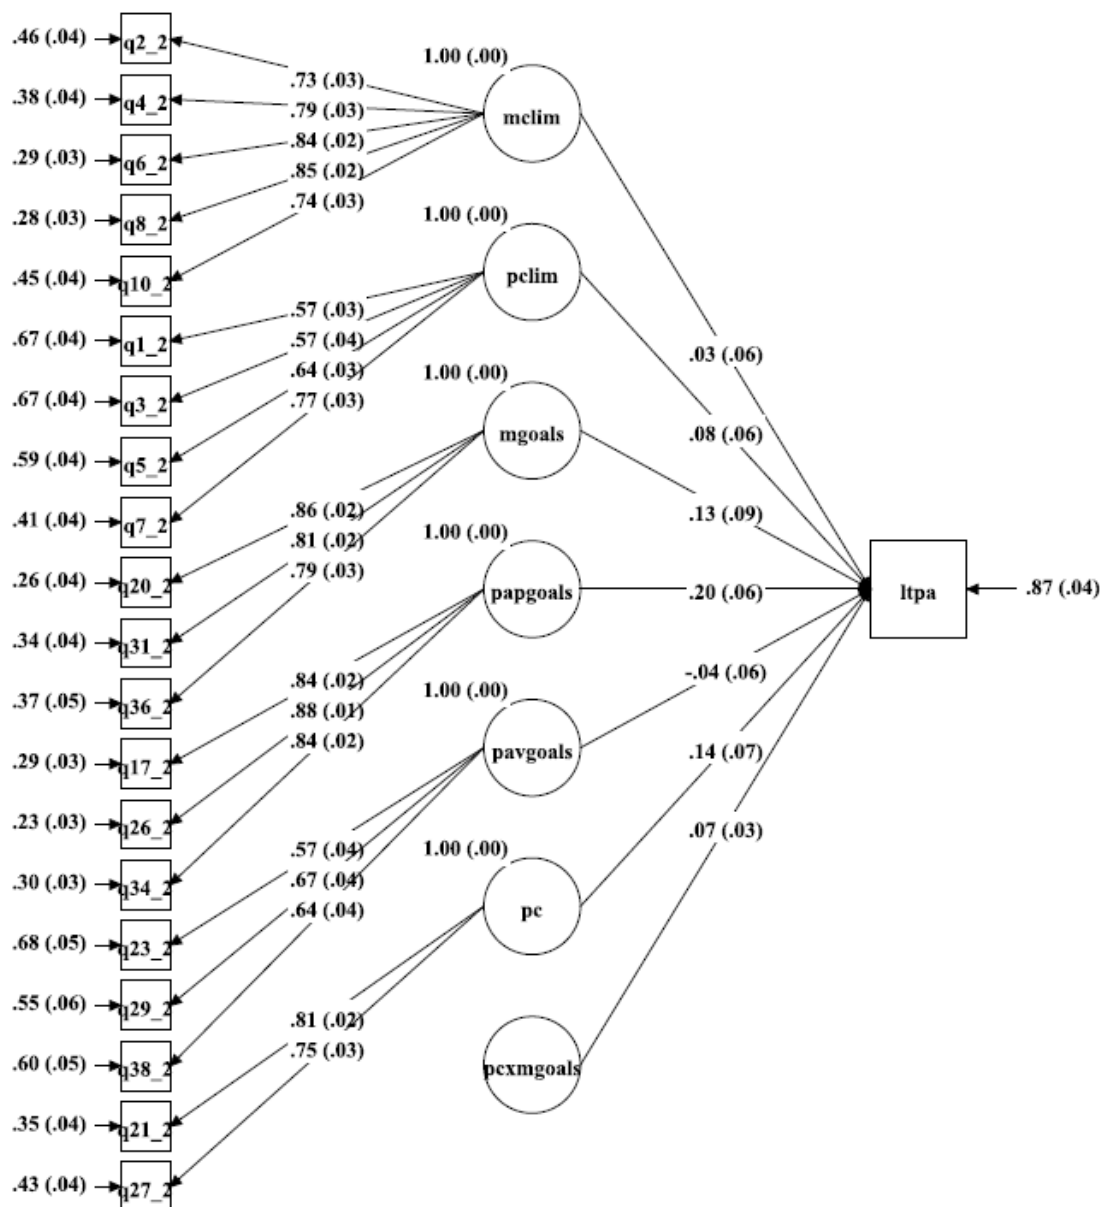 .46 (.04)
q2_2
.38 (.04)
q4_2
.29 (.03)
q6_2
.28 (.03)
q8_2
.45 (.04)
q10_2
.67 (.04)
q1_2
.67 (.04)
q3_2
.59 (.04)
q5_2
.41 (.04)
q7_2
.26 (.04)
q20_2
.34 (.04)
q31_2
.37 (.05)
q36_2
.29 (.03)
q17_2
.23 (.03)
q26_2
.30 (.03)
q34_2
.68 (.05)
q23_2
.55 (.06)
q29_2
.60 (.05)
q38_2
.35 (.04)
q21_2
.43 (.04)
q27_2
.73 (.03)
.79 (.03)
.84 (.02)
.85 (.02)
.74 (.03)
.57 (.03)
.57 (.04)
.64 (.03)
.77 (.03)
.86 (.02)
.81 (.02)
.79 (.03)
.84 (.02)
.88 (.01)
.84 (.02)
.57 (.04)
.67 (.04)
.64 (.04)
.81 (.02)
.75 (.03)
1.00 (.00)
mclim
1.00 (.00)
pclim
1.00 (.00)
mgoals
1.00 (.00)
papgoals
1.00 (.00)
pavgoals
1.00 (.00)
pc
pcxmgoals
.03 (.06)
.08 (.06)
.13 (.09)
.20 (.06)
-.04 (.06)
.14 (.07)
.07 (.03)
ltpa
.87 (.04)